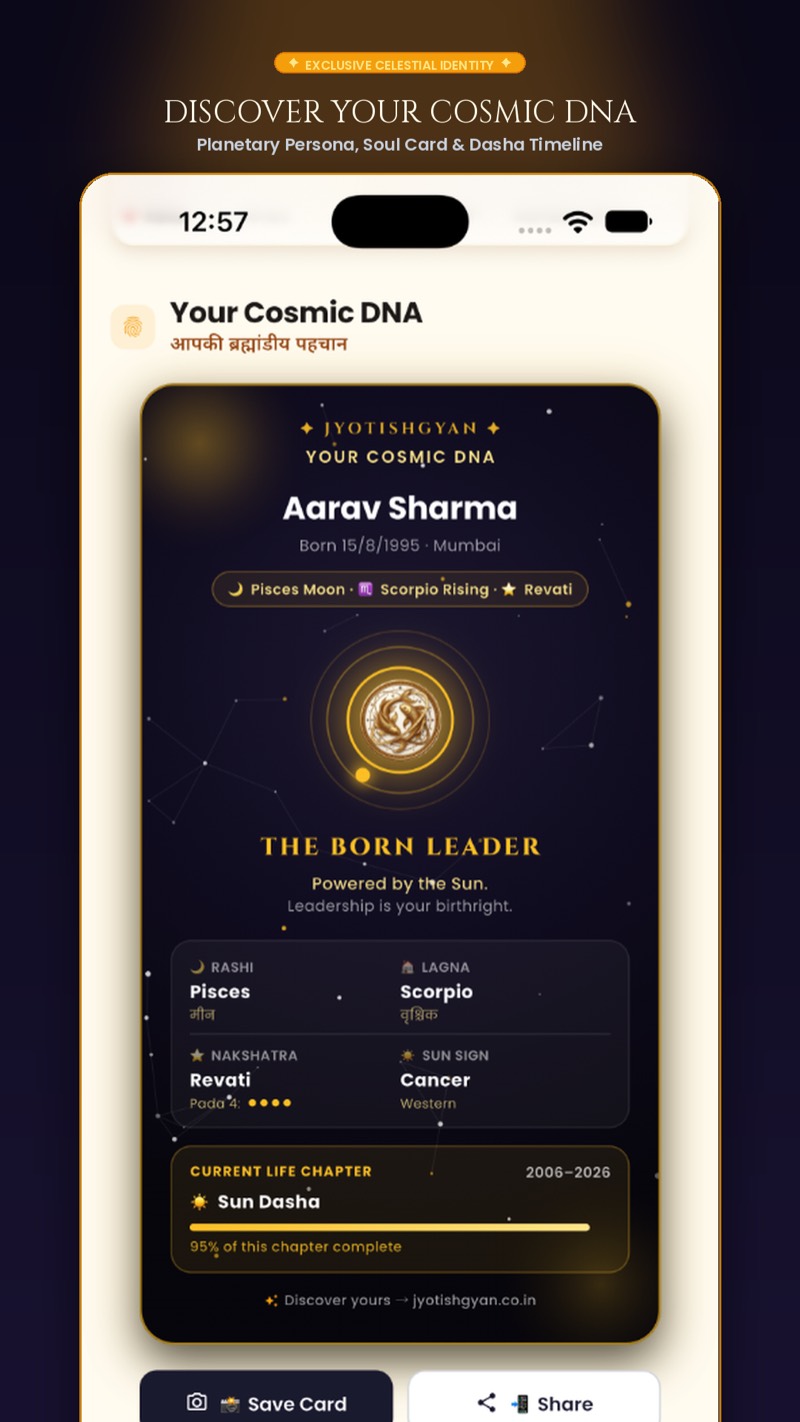 ✦ EXCLUSIVE CELESTIAL IDENTITY ✦
DISCOVER YOUR COSMIC DNA
Planetary Persona, Soul Card & Dasha Timeline
12:57
Your Cosmic DNA
आपकी ब्रह्मांडीय पहचान
✦ JYOTISHGYAN ✦
YOUR COSMIC DNA
Aarav Sharma
Born 15/8/1995 · Mumbai
🌙 Pisces Moon · ♏ Scorpio Rising · ⭐ Revati
THE BORN LEADER
Powered by the Sun.
Leadership is your birthright.
🌙 RASHI
Pisces
मीन
🏠 LAGNA
Scorpio
वृश्चिक
⭐ NAKSHATRA
Revati
Pada 4: ●●●●
☀️ SUN SIGN
Cancer
Western
CURRENT LIFE CHAPTER 2006–2026
☀️ Sun Dasha
95% of this chapter complete
✨ Discover yours → jyotishgyan.co.in
📸 Save Card
📲 Share